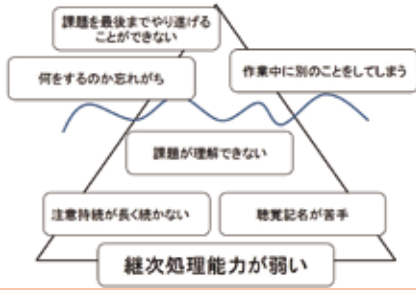 課題を最後までやり遂げる
ことができない
何をするのか忘れがち
作業中に別のことをしてしまう
課題が理解できない
注意持続が長く続かない
聴覚記名が苦手
継次処理能力が弱い